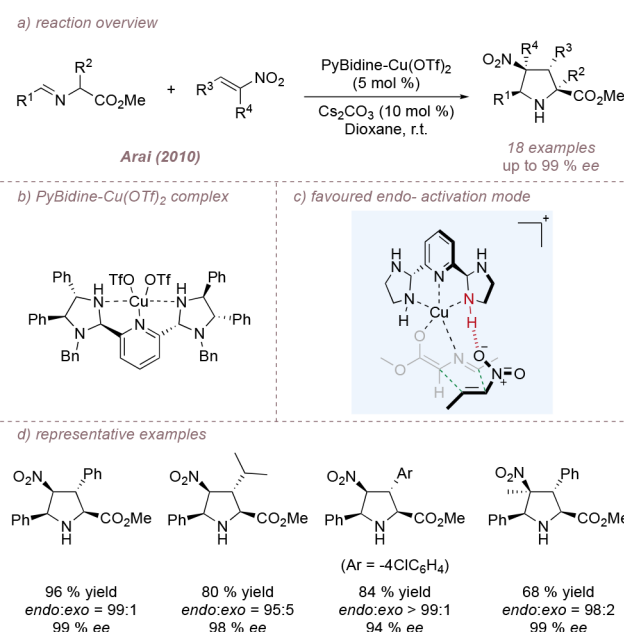 a) reaction overview
R1
N
R2
CO2Me
+
R3
R4
NO2
PyBidine-Cu(OTf)2
(5 mol %)
Cs2CO3 (10 mol %)
Dioxane, r.t.
R4
R3
NO2
R2
R1
N
H
CO2Me
Arai (2010)
18 examples
up to 99 % ee
b) PyBidine-Cu(OTf)2 complex
TfO OTf
Ph
H
N
Cu
H
N
Ph
Ph
N
N
N
Ph
Bn
Bn
c) favoured endo- activation mode
+
H
N
H
N
N
N
H
N
Cu
H
O
N
O−
O
H
N+
O
d) representative examples
NO2
Ph
Ph
N
H
CO2Me
NO2
Ph
N
H
CO2Me
NO2
Ar
Ph
N
H
CO2Me
NO2
Ph
Ph
N
H
CO2Me
(Ar = -4ClC6H4)
96 % yield
endo:exo = 99:1
99 % ee
80 % yield
endo:exo = 95:5
98 % ee
84 % yield
endo:exo > 99:1
94 % ee
68 % yield
endo:exo = 98:2
99 % ee